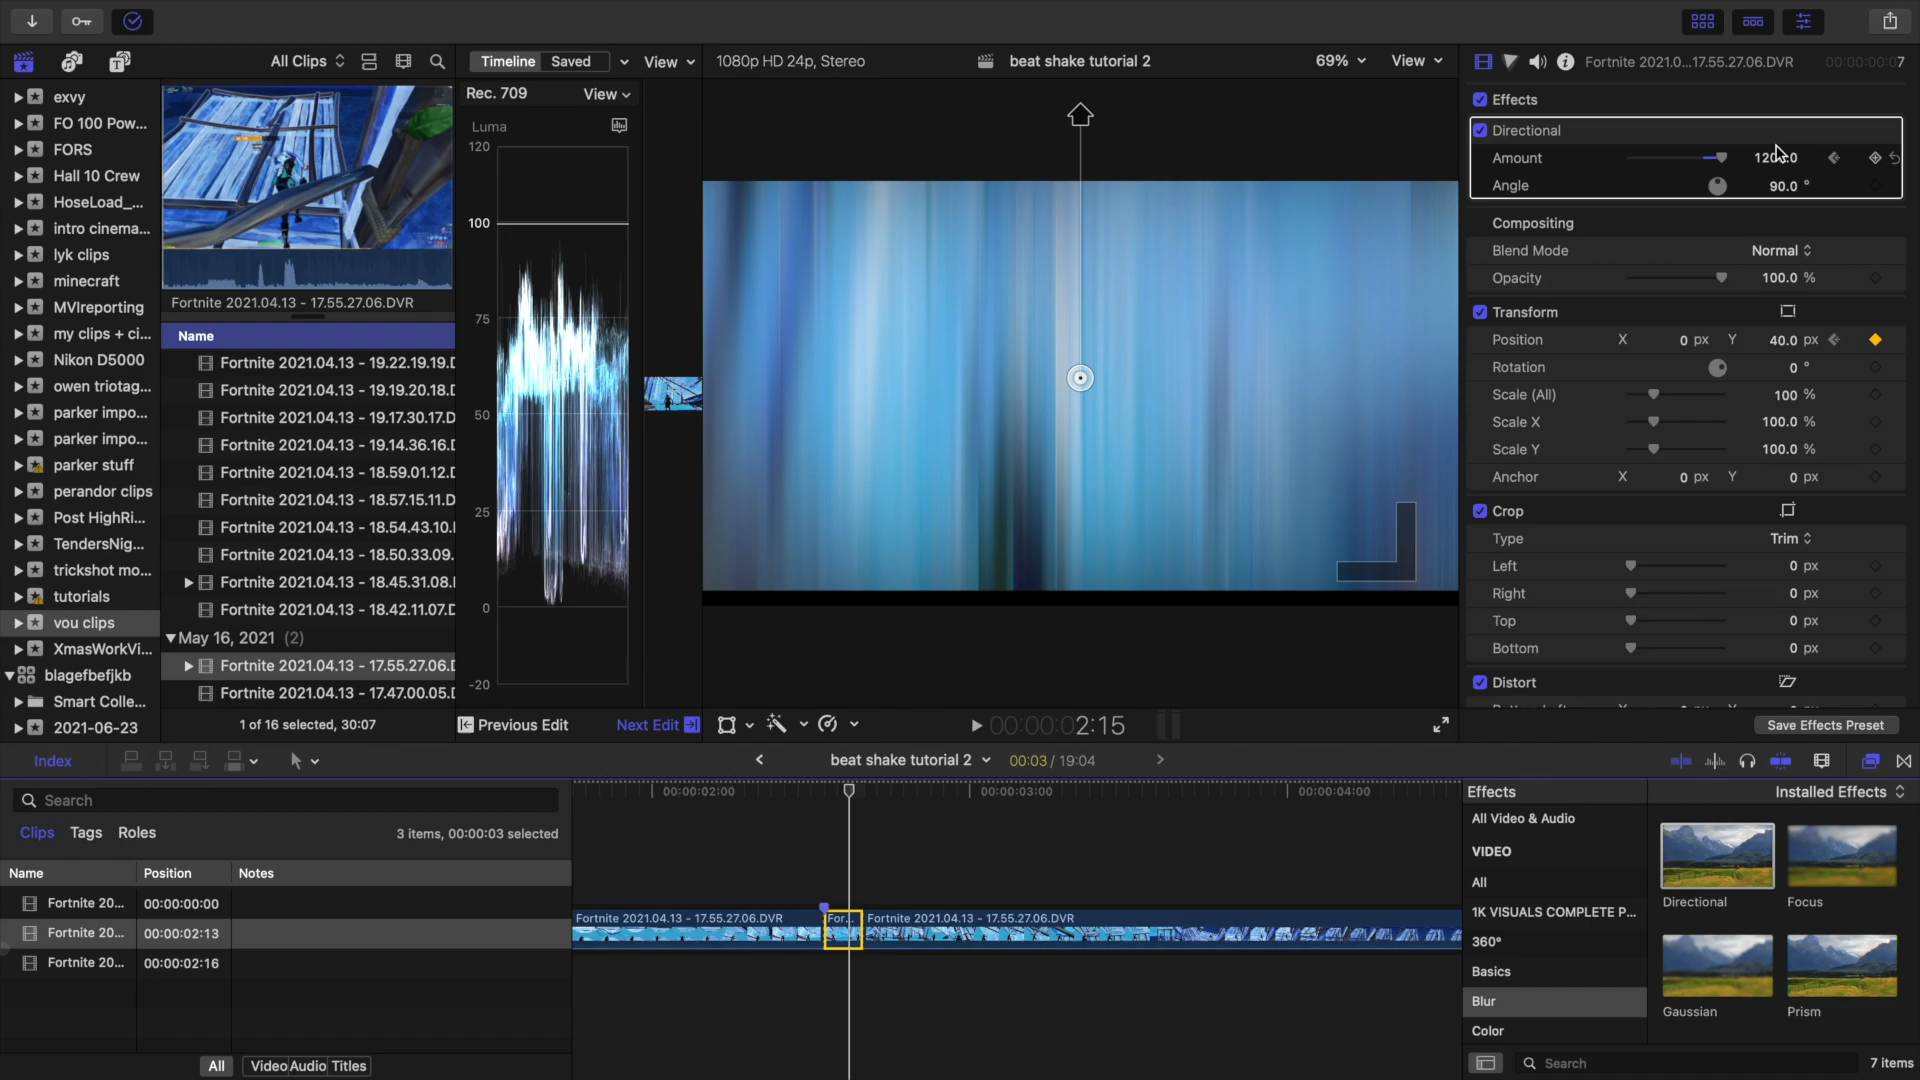 All Clips
Timeline
Saved
View
1080p HD 24p, Stereo
beat shake tutorial 2
69%
View
Fortnite 2021.0...17.55.27.06.DVR
00:00:00:07
exvy
FO 100 Pow...
FORS
Hall 10 Crew
HoseLoad_...
intro cinema...
lyk clips
minecraft
MVIreporting
my clips + ci...
Nikon D5000
owen triotag...
parker impo...
parker impo...
parker stuff
perandor clips
Post HighRi...
TendersNig...
trickshot mo...
tutorials
vou clips
XmasWorkVi...
blagefbefjkb
Smart Colle...
2021-06-23
Fortnite 2021.04.13 - 17.55.27.06.DVR
Name
Fortnite 2021.04.13 - 19.22.19.19.D
Fortnite 2021.04.13 - 19.19.20.18.D
Fortnite 2021.04.13 - 19.17.30.17.D
Fortnite 2021.04.13 - 19.14.36.16.D
Fortnite 2021.04.13 - 18.59.01.12.D
Fortnite 2021.04.13 - 18.57.15.11.D
Fortnite 2021.04.13 - 18.54.43.10.I
Fortnite 2021.04.13 - 18.50.33.09.
Fortnite 2021.04.13 - 18.45.31.08.I
Fortnite 2021.04.13 - 18.42.11.07.D
May 16, 2021 (2)
Fortnite 2021.04.13 - 17.55.27.06.D
Fortnite 2021.04.13 - 17.47.00.05.D
1 of 16 selected, 30:07
Rec. 709
View
Luma
120
100
75
50
25
0
-20
Previous Edit
Next Edit
00:00:02:15
Effects
Directional
Amount
Angle 90.0 °
Compositing
Blend Mode Normal
Opacity 100.0 %
Transform
Position X 0 px Y 40.0 px
Rotation 0 °
Scale (All) 100 %
Scale X 100.0 %
Scale Y 100.0 %
Anchor X 0 px Y 0 px
Crop
Type Trim
Left 0 px
Right 0 px
Top 0 px
Bottom 0 px
Distort
Save Effects Preset
Index
beat shake tutorial 2
00:03 / 19:04
Search
Clips
Tags
Roles
3 items, 00:00:03 selected
Name Position Notes
Fortnite 20... 00:00:00:00
Fortnite 20... 00:00:02:13
Fortnite 20... 00:00:02:16
All
Video
Audio
Titles
00:00:02:00
00:00:03:00
00:00:04:00
Fortnite 2021.04.13 - 17.55.27.06.DVR
For...
Fortnite 2021.04.13 - 17.55.27.06.DVR
Effects
Installed Effects
All Video & Audio
VIDEO
All
1K VISUALS COMPLETE P...
360°
Basics
Blur
Color
Directional
Focus
Gaussian
Prism
Search
7 items